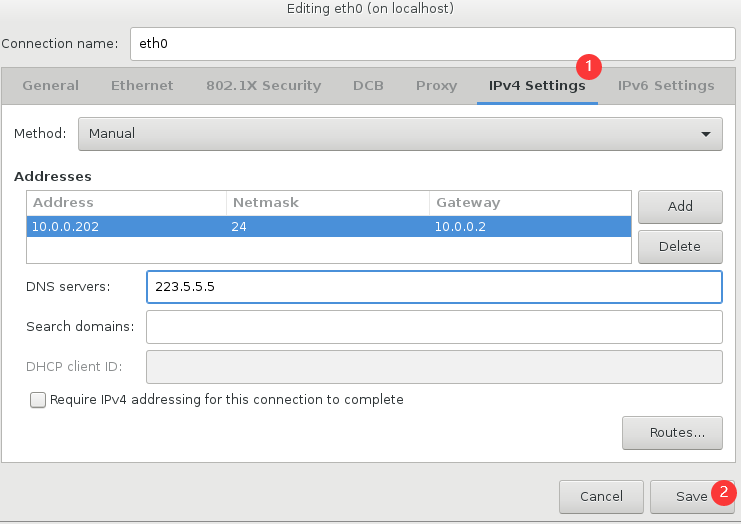 Editing eth0 (on localhost)
Connection name: eth0
1
General Ethernet 802.1X Security DCB Proxy IPv4 Settings IPv6 Settings
Method: Manual
Addresses
Address Netmask Gateway
10.0.0.202 24 10.0.0.2
Add
Delete
DNS servers: 223.5.5.5
Search domains:
DHCP client ID:
Require IPv4 addressing for this connection to complete
Routes...
Cancel Save 2